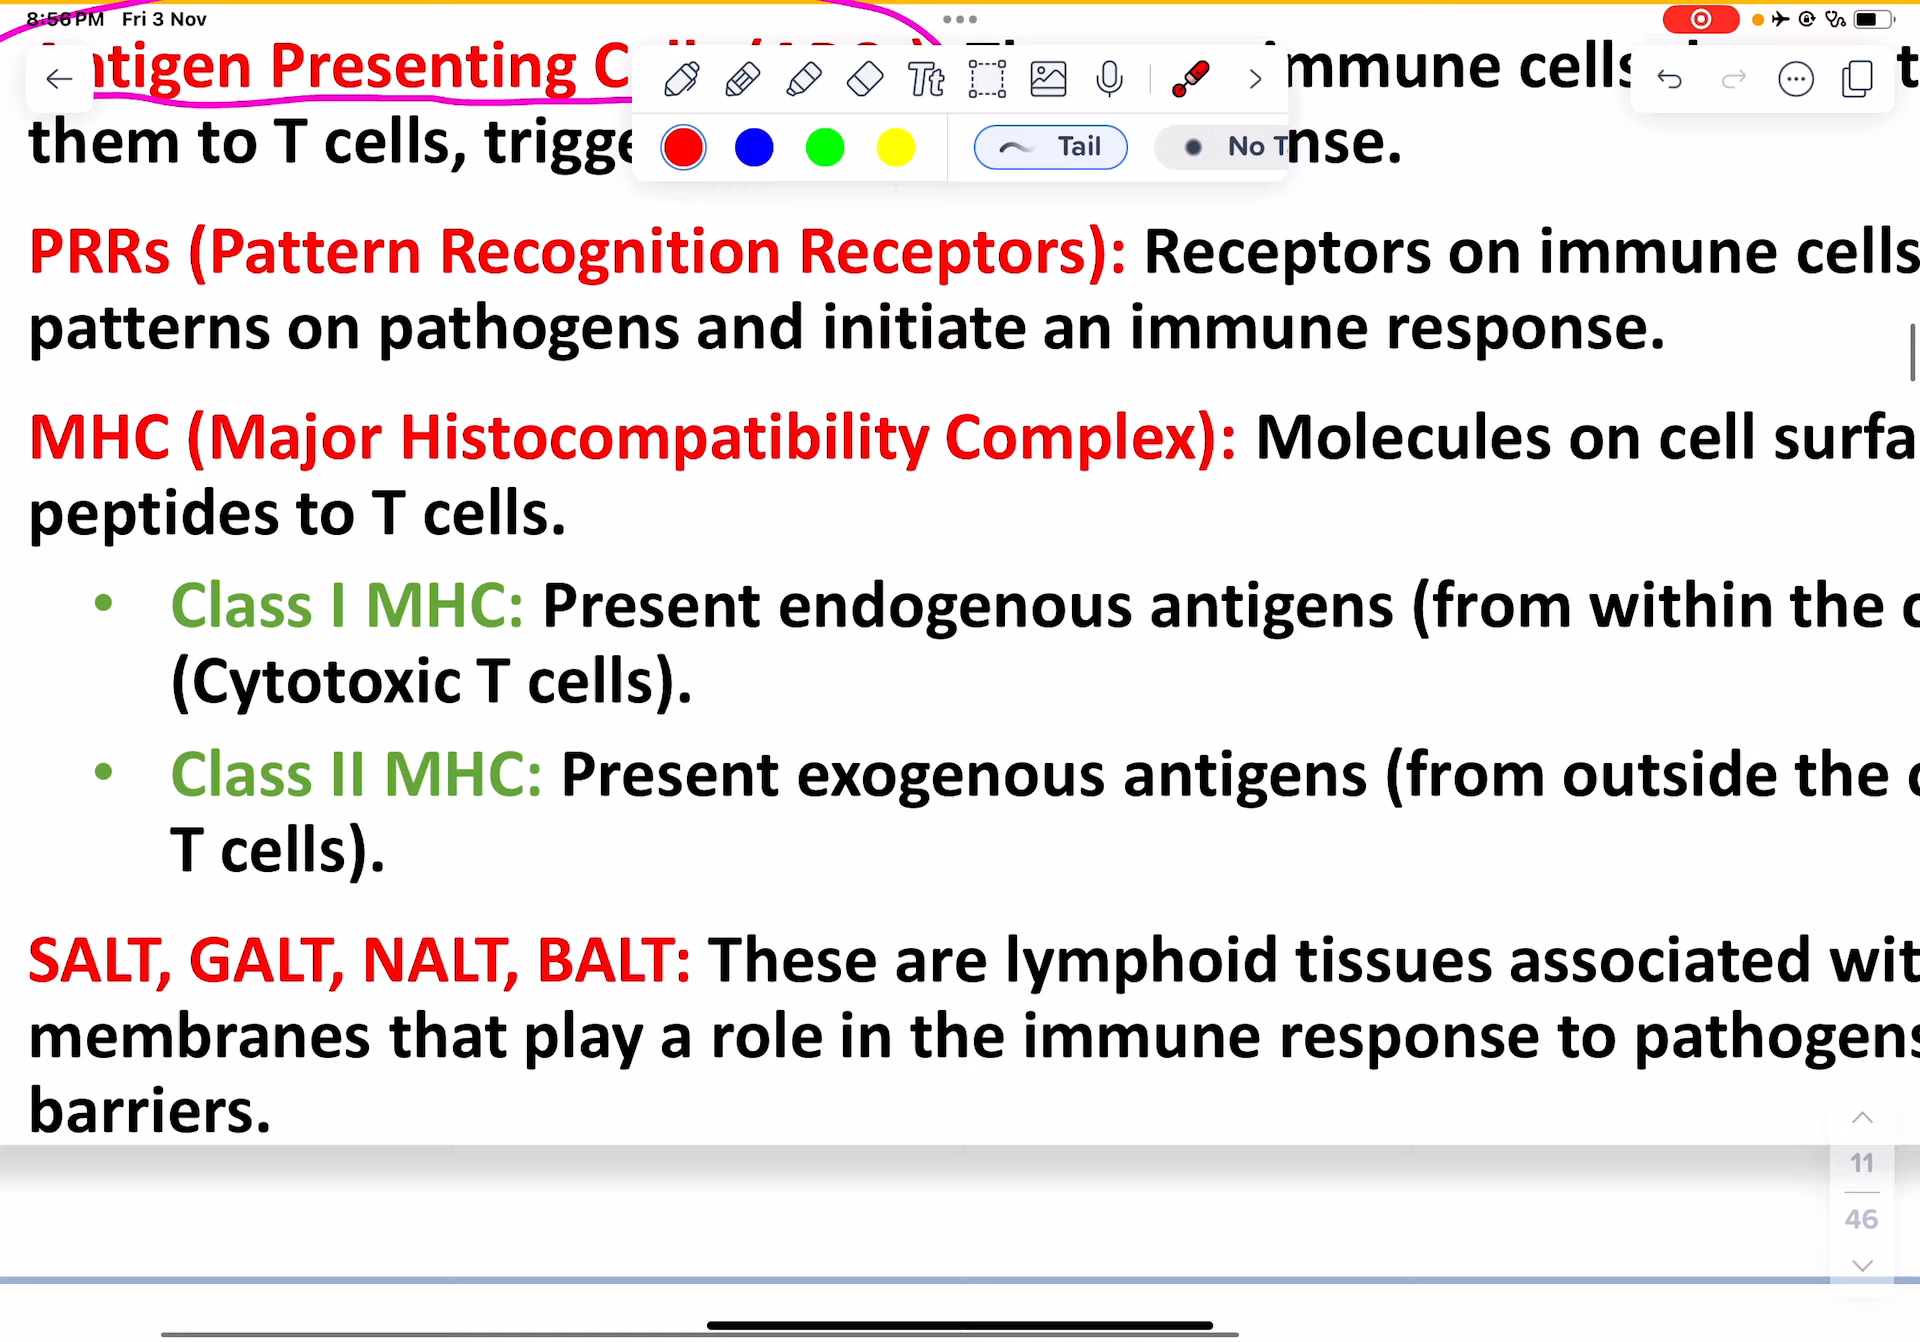 8:56 PM Fri 3 Nov
ntigen Presenting C mmune cells t
Tt
them to T cells, trigge nse.
Tail
No T
PRRs (Pattern Recognition Receptors): Receptors on immune cells
patterns on pathogens and initiate an immune response.
MHC (Major Histocompatibility Complex): Molecules on cell surfa
peptides to T cells.
• Class I MHC: Present endogenous antigens (from within the c
(Cytotoxic T cells).
• Class II MHC: Present exogenous antigens (from outside the c
T cells).
SALT, GALT, NALT, BALT: These are lymphoid tissues associated wit
membranes that play a role in the immune response to pathogens
barriers.
11
46